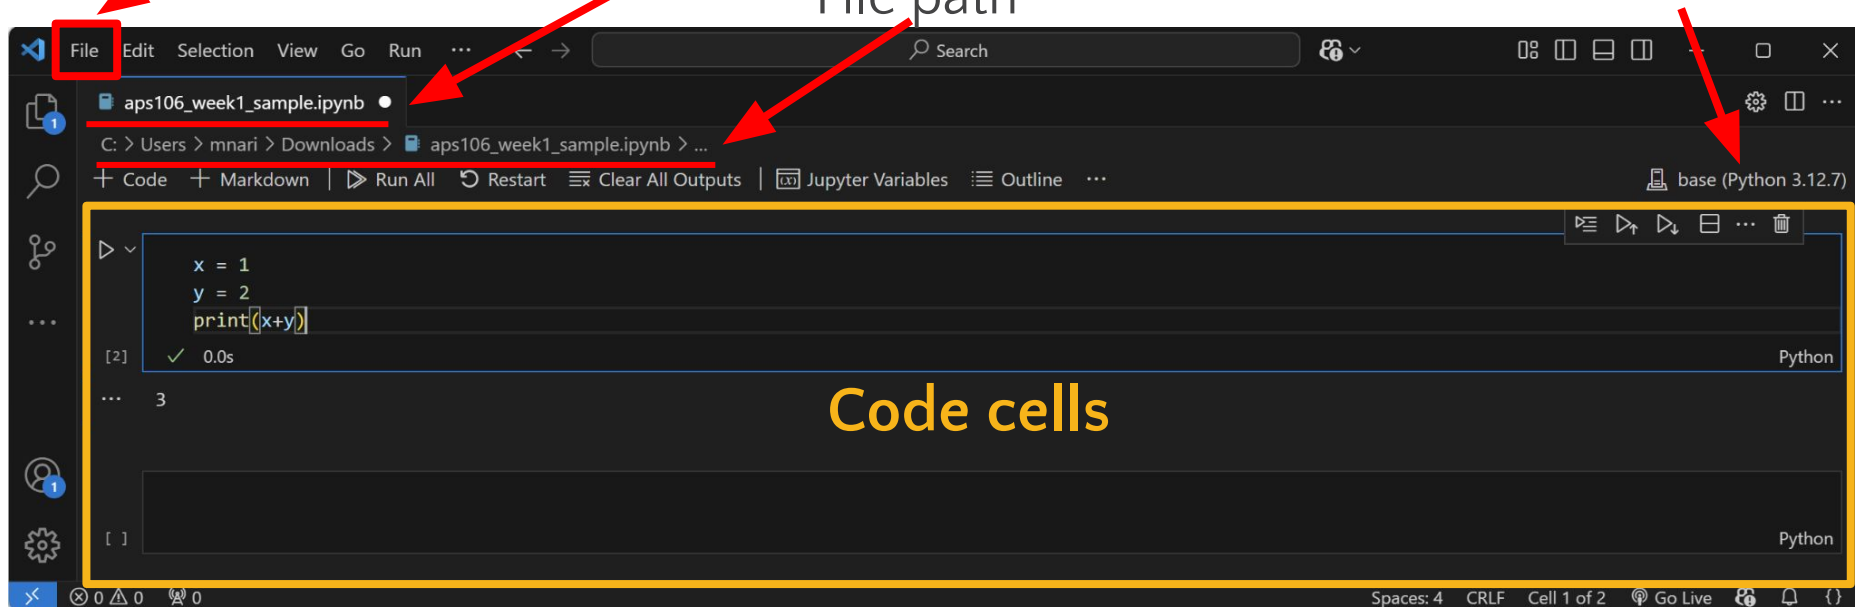 File path
File Edit Selection View Go Run ... Search
aps106_week1_sample.ipynb
C: > Users > mnari > Downloads > aps106_week1_sample.ipynb > ...
+ Code + Markdown | Run All Restart Clear All Outputs | Jupyter Variables Outline ... base (Python 3.12.7)
x = 1
y = 2
print(x+y)
[2] ✓ 0.0s Python
... 3
Code cells
[ ] Python
0 0 0 Spaces: 4 CRLF Cell 1 of 2 Go Live {}
1
1